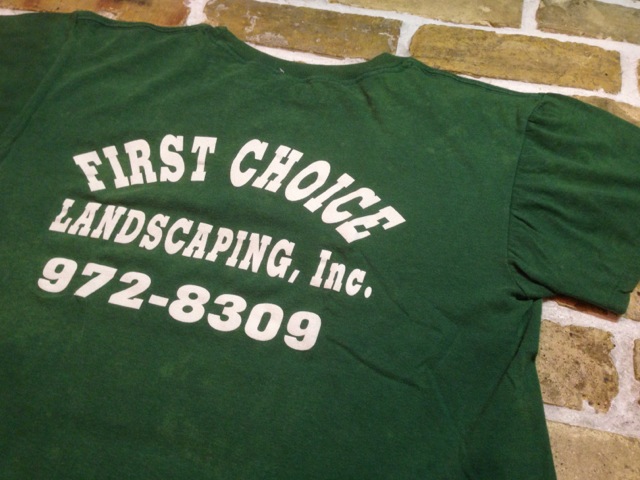 FIRST CHOICE
LANDSCAPING, Inc.
972-8309